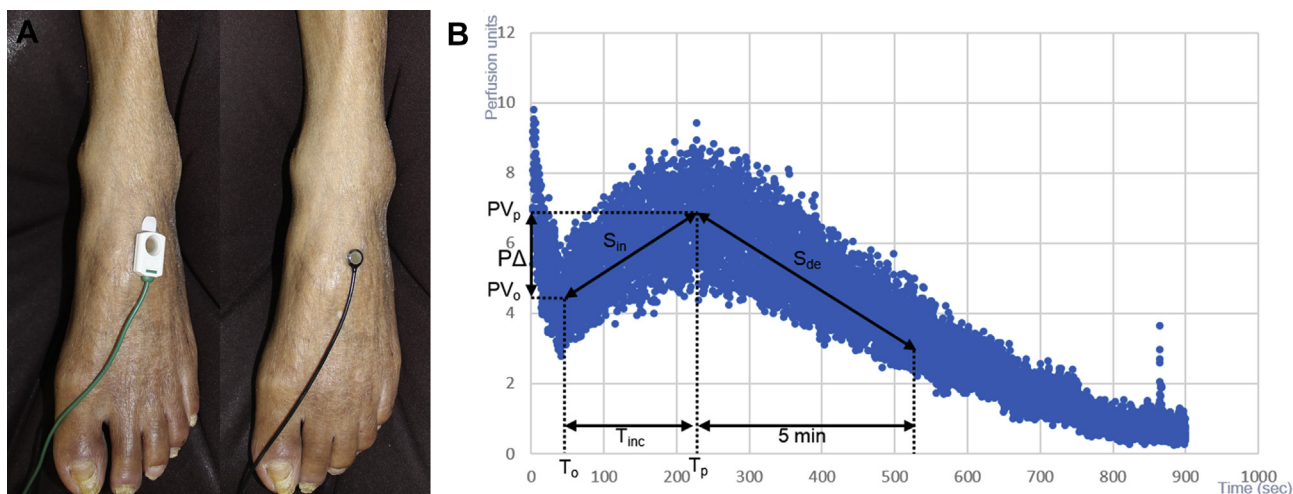 A
B
Perfusion units
12
10
8
6
4
2
0
PVp
PΔ
PVo
Sin
Sde
Tinc
5 min
To
Tp
0 100 200 300 400 500 600 700 800 900 1000
Time (sec)